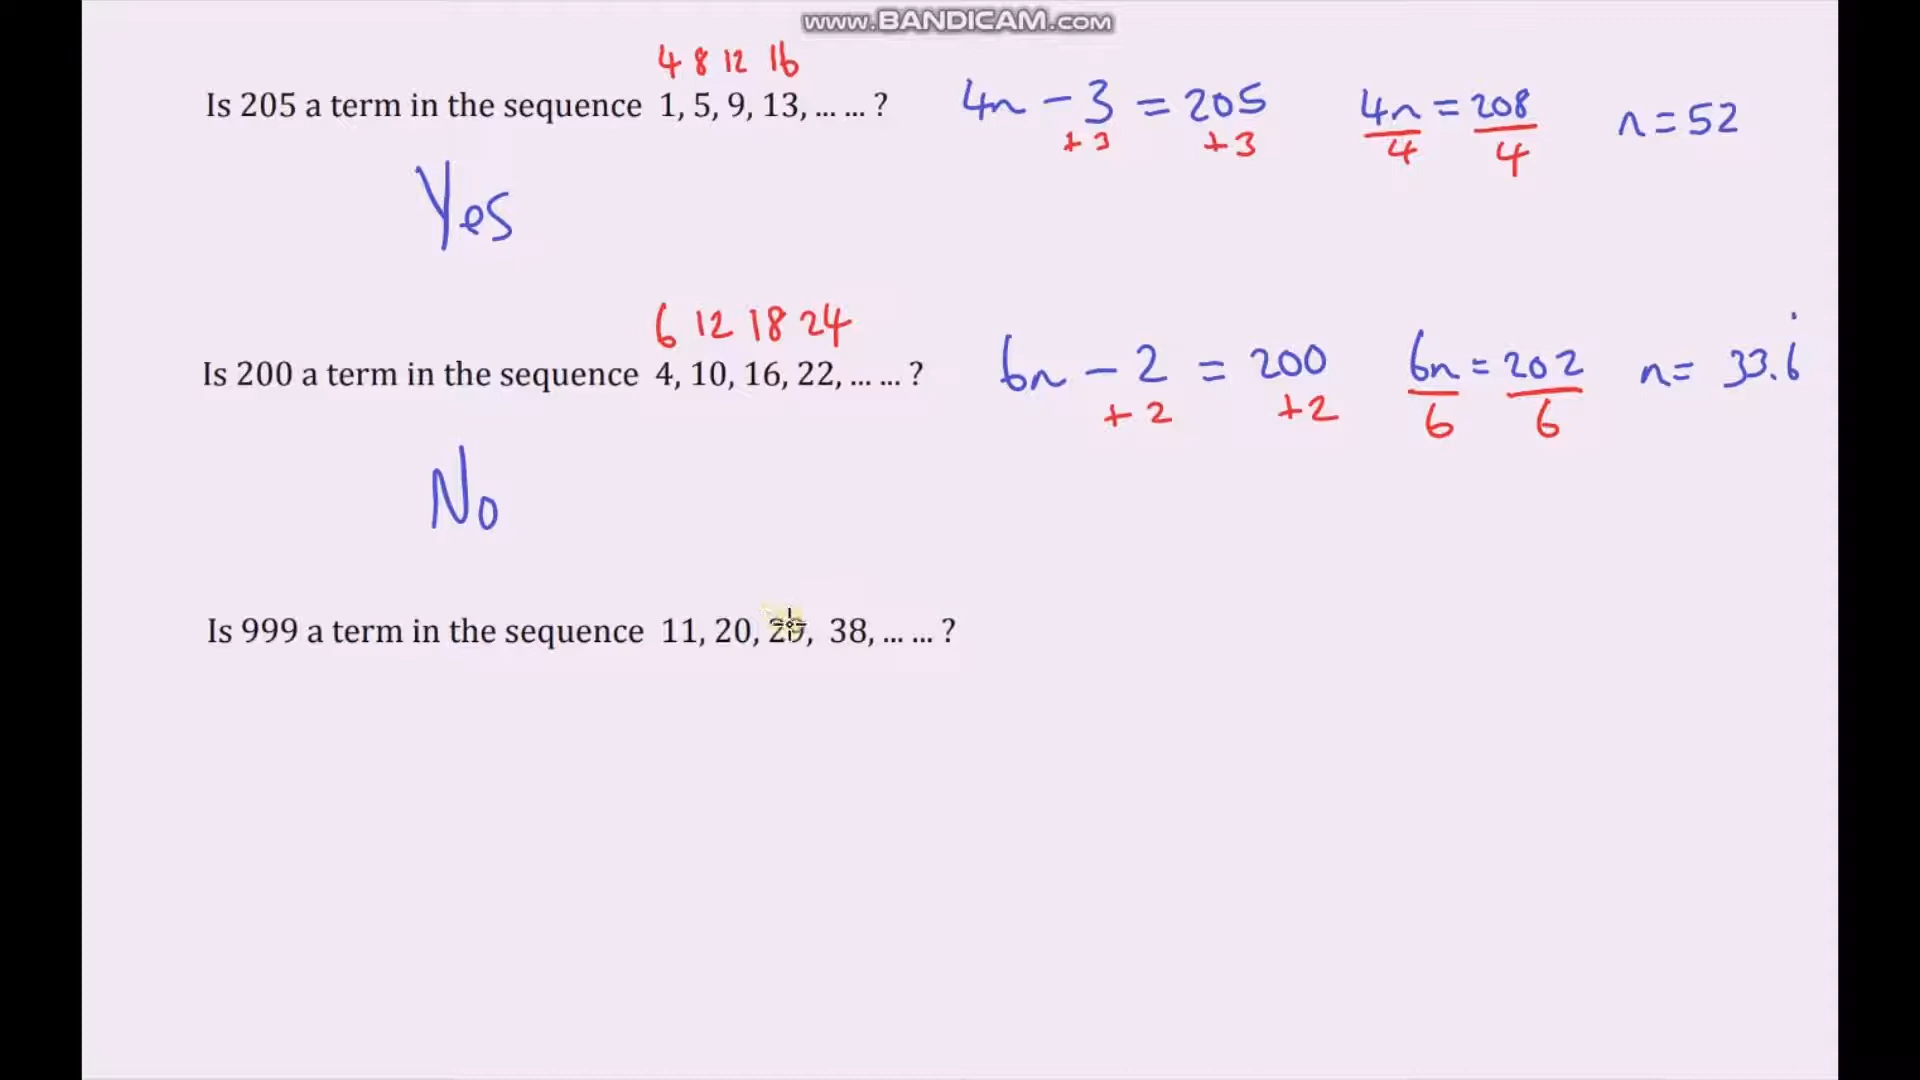 www.BANDICAM.com
4 8 12 16
Is 205 a term in the sequence 1, 5, 9, 13, ... ... ? 4n - 3 = 205 4n = 208 n = 52
+3 +3 4 4
Yes
6 12 18 24
Is 200 a term in the sequence 4, 10, 16, 22, ... ... ? 6n - 2 = 200 6n = 202 n = 33.6̇
+2 +2 6 6
No
Is 999 a term in the sequence 11, 20, 29, 38, ... ... ?